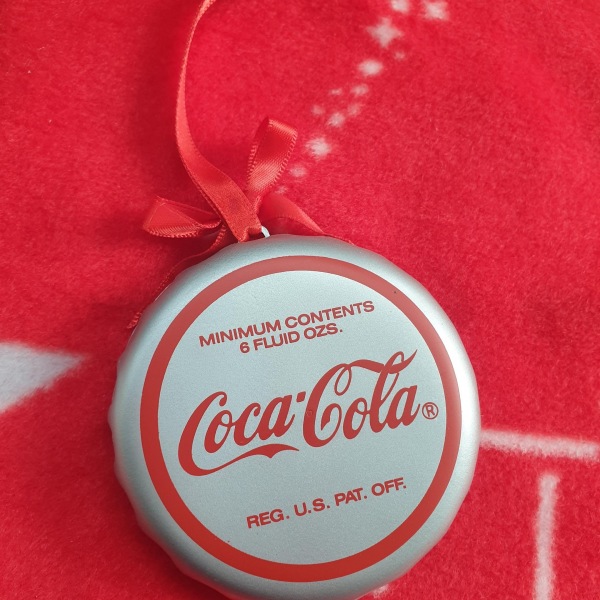 MINIMUM CONTENTS
6 FLUID OZS.
Coca-Cola®
REG. U.S. PAT. OFF.